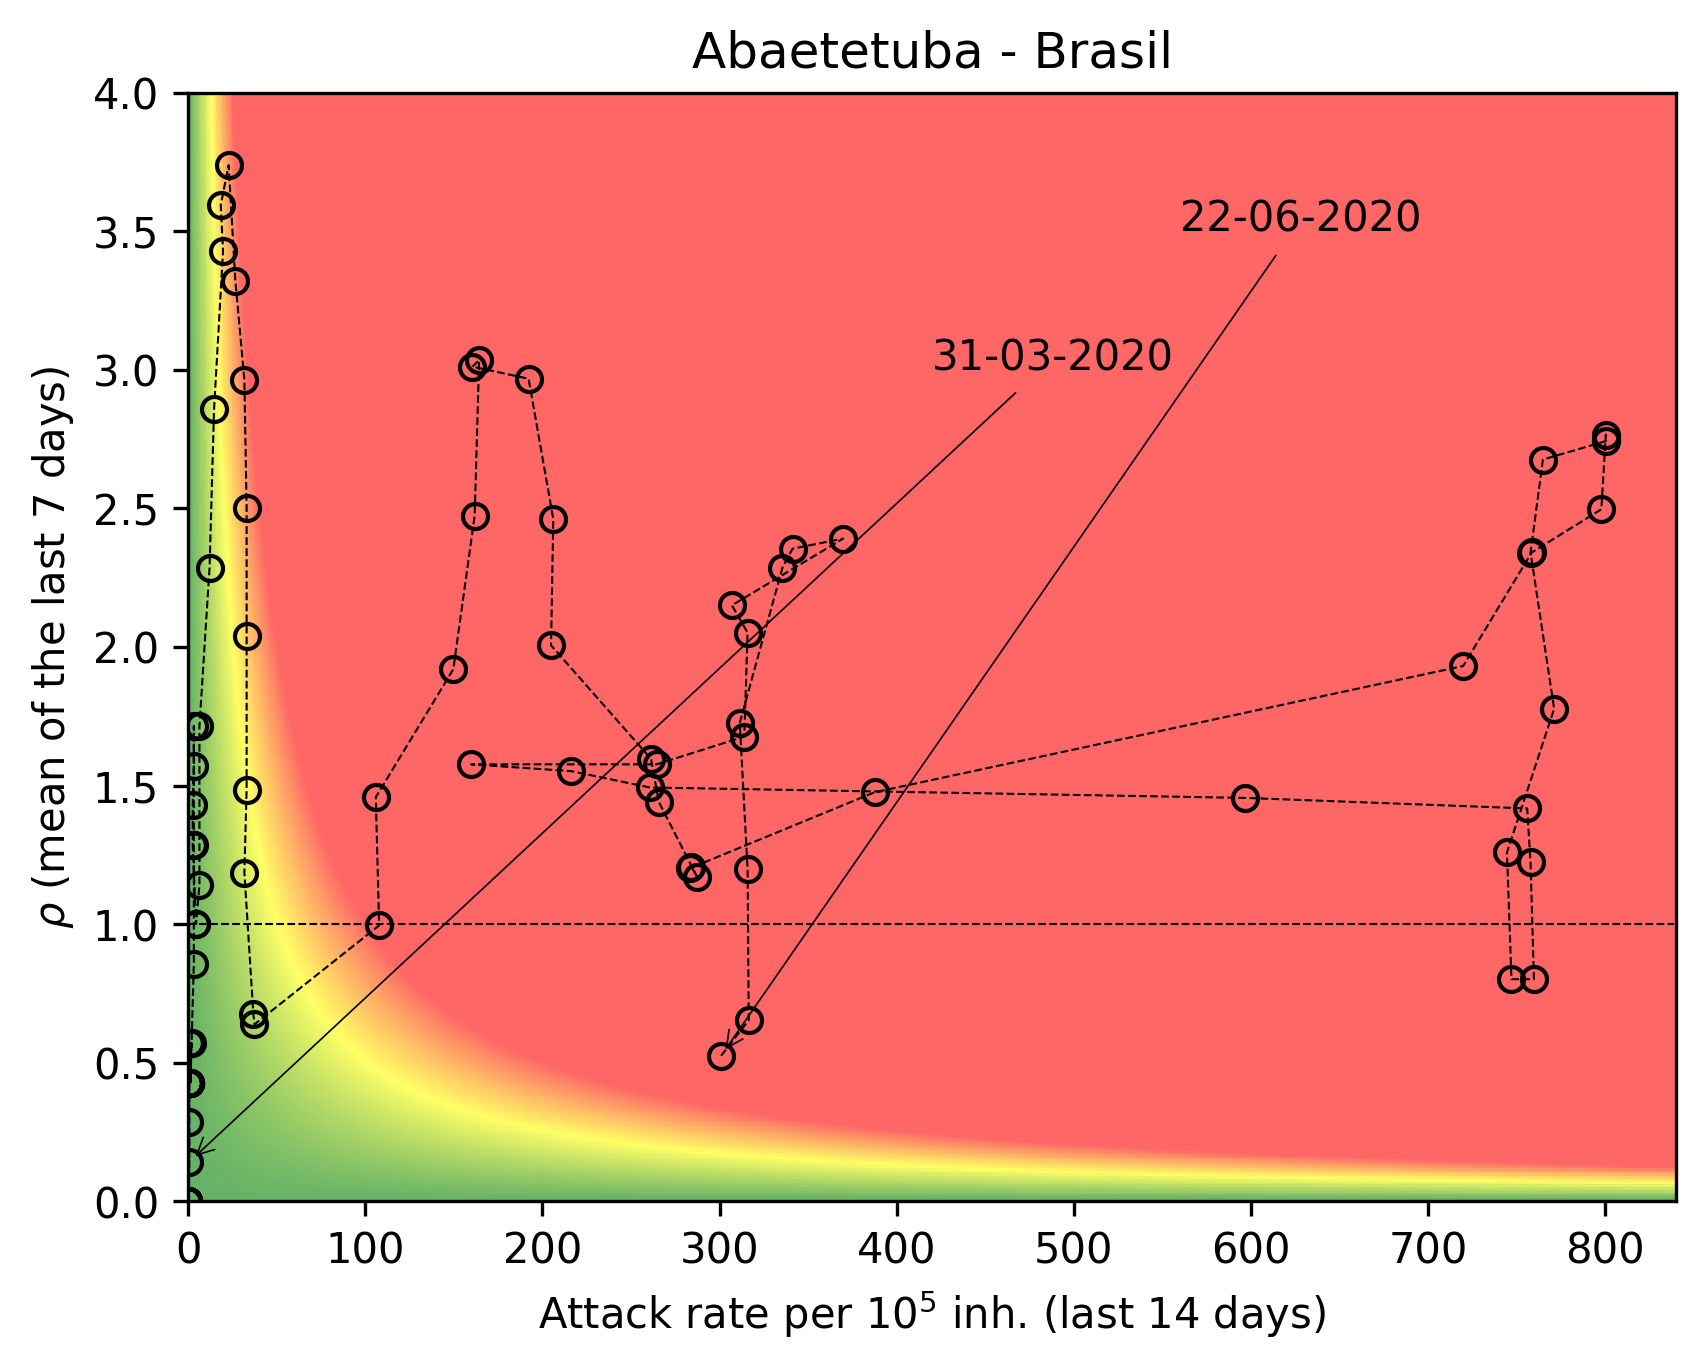 Abaetetuba - Brasil
4.0
3.5
3.0
2.5
2.0
1.5
1.0
0.5
0.0
ρ (mean of the last 7 days)
22-06-2020
31-03-2020
0 100 200 300 400 500 600 700 800
Attack rate per 10⁵ inh. (last 14 days)